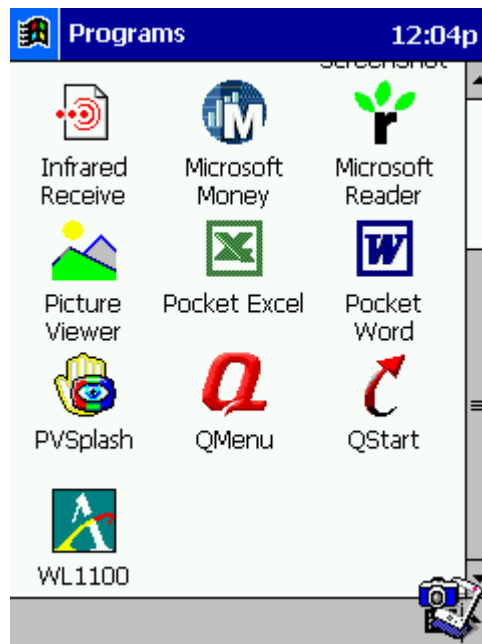 Programs 12:04p
ScreenShot
Infrared Receive
Microsoft Money
Microsoft Reader
Picture Viewer
Pocket Excel
Pocket Word
PVSplash
QMenu
QStart
WL1100